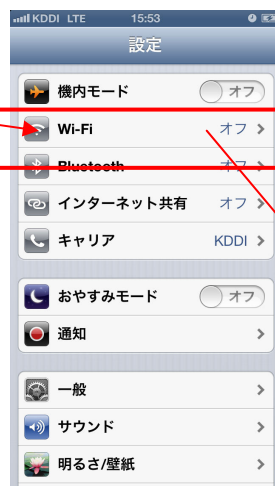 KDDI LTE 15:53
設定
機内モード オフ
Wi-Fi オフ
Bluetooth オフ
インターネット共有 オフ
キャリア KDDI
おやすみモード オフ
通知
一般
サウンド
明るさ/壁紙